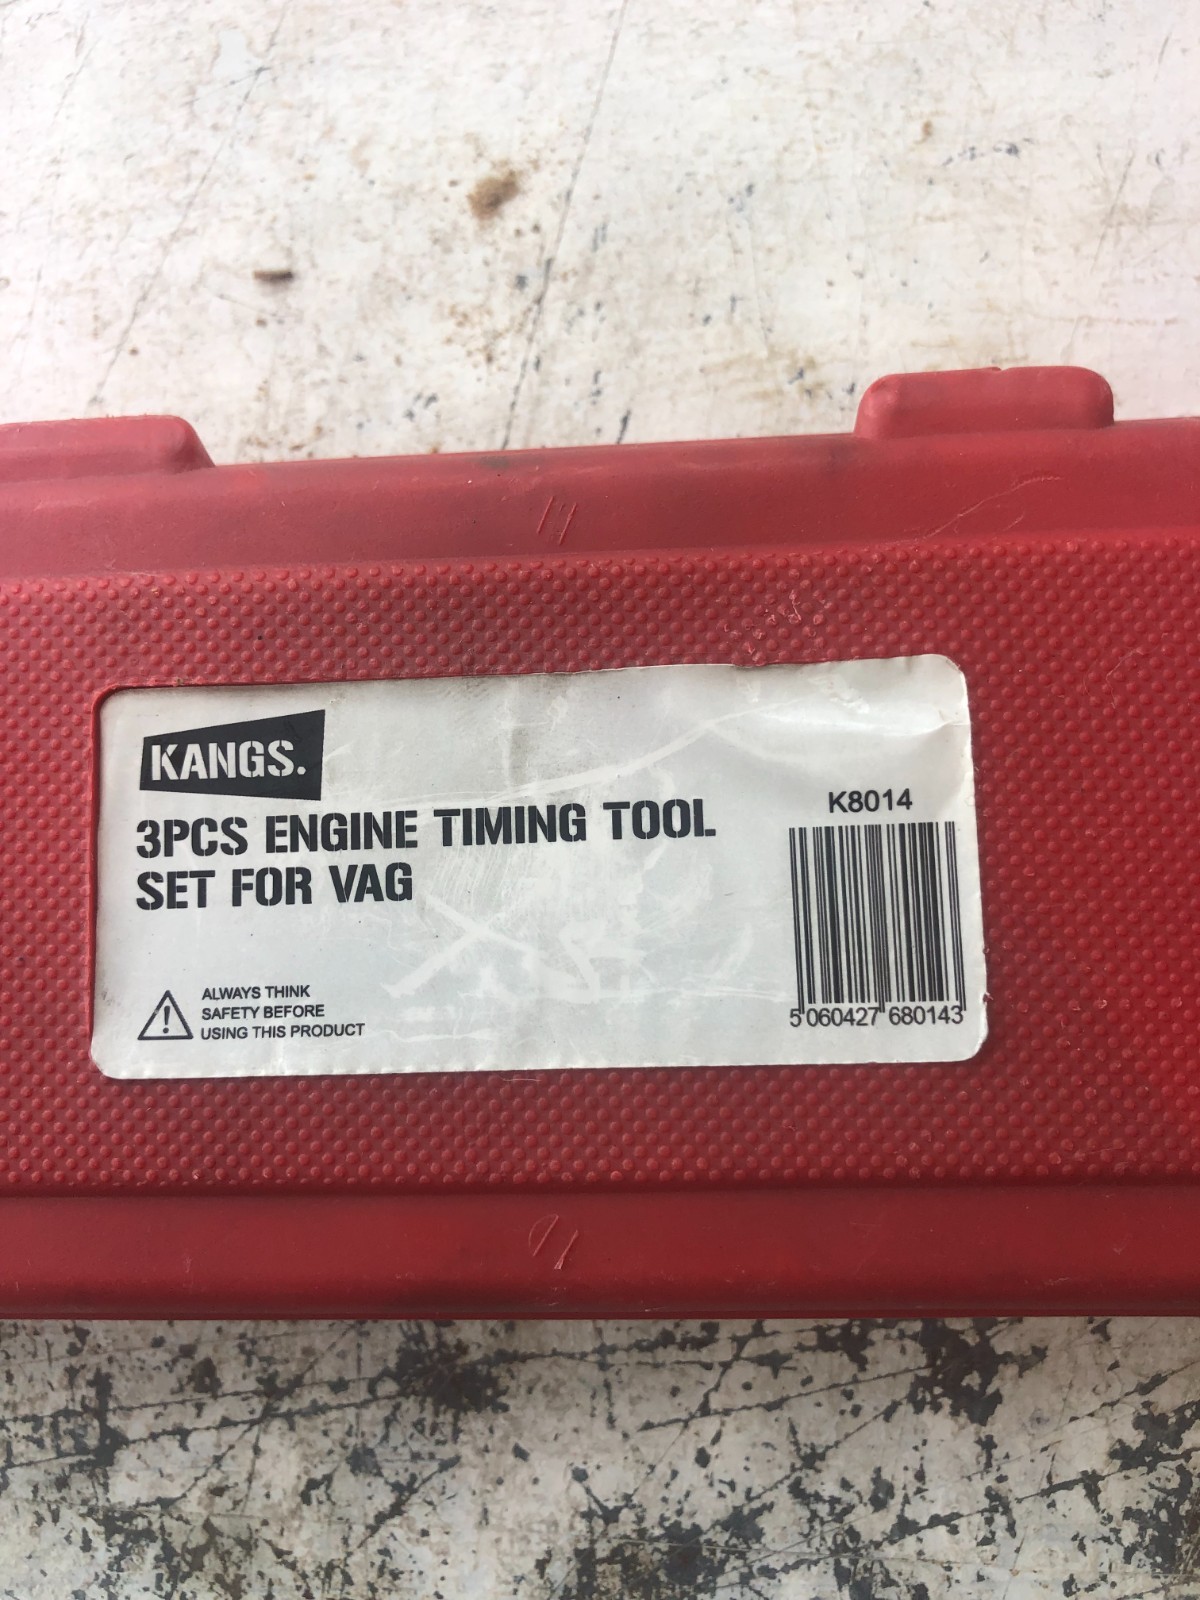 KANGS.
3PCS ENGINE TIMING TOOL
SET FOR VAG
ALWAYS THINK
SAFETY BEFORE
USING THIS PRODUCT
K8014
5 060427 680143